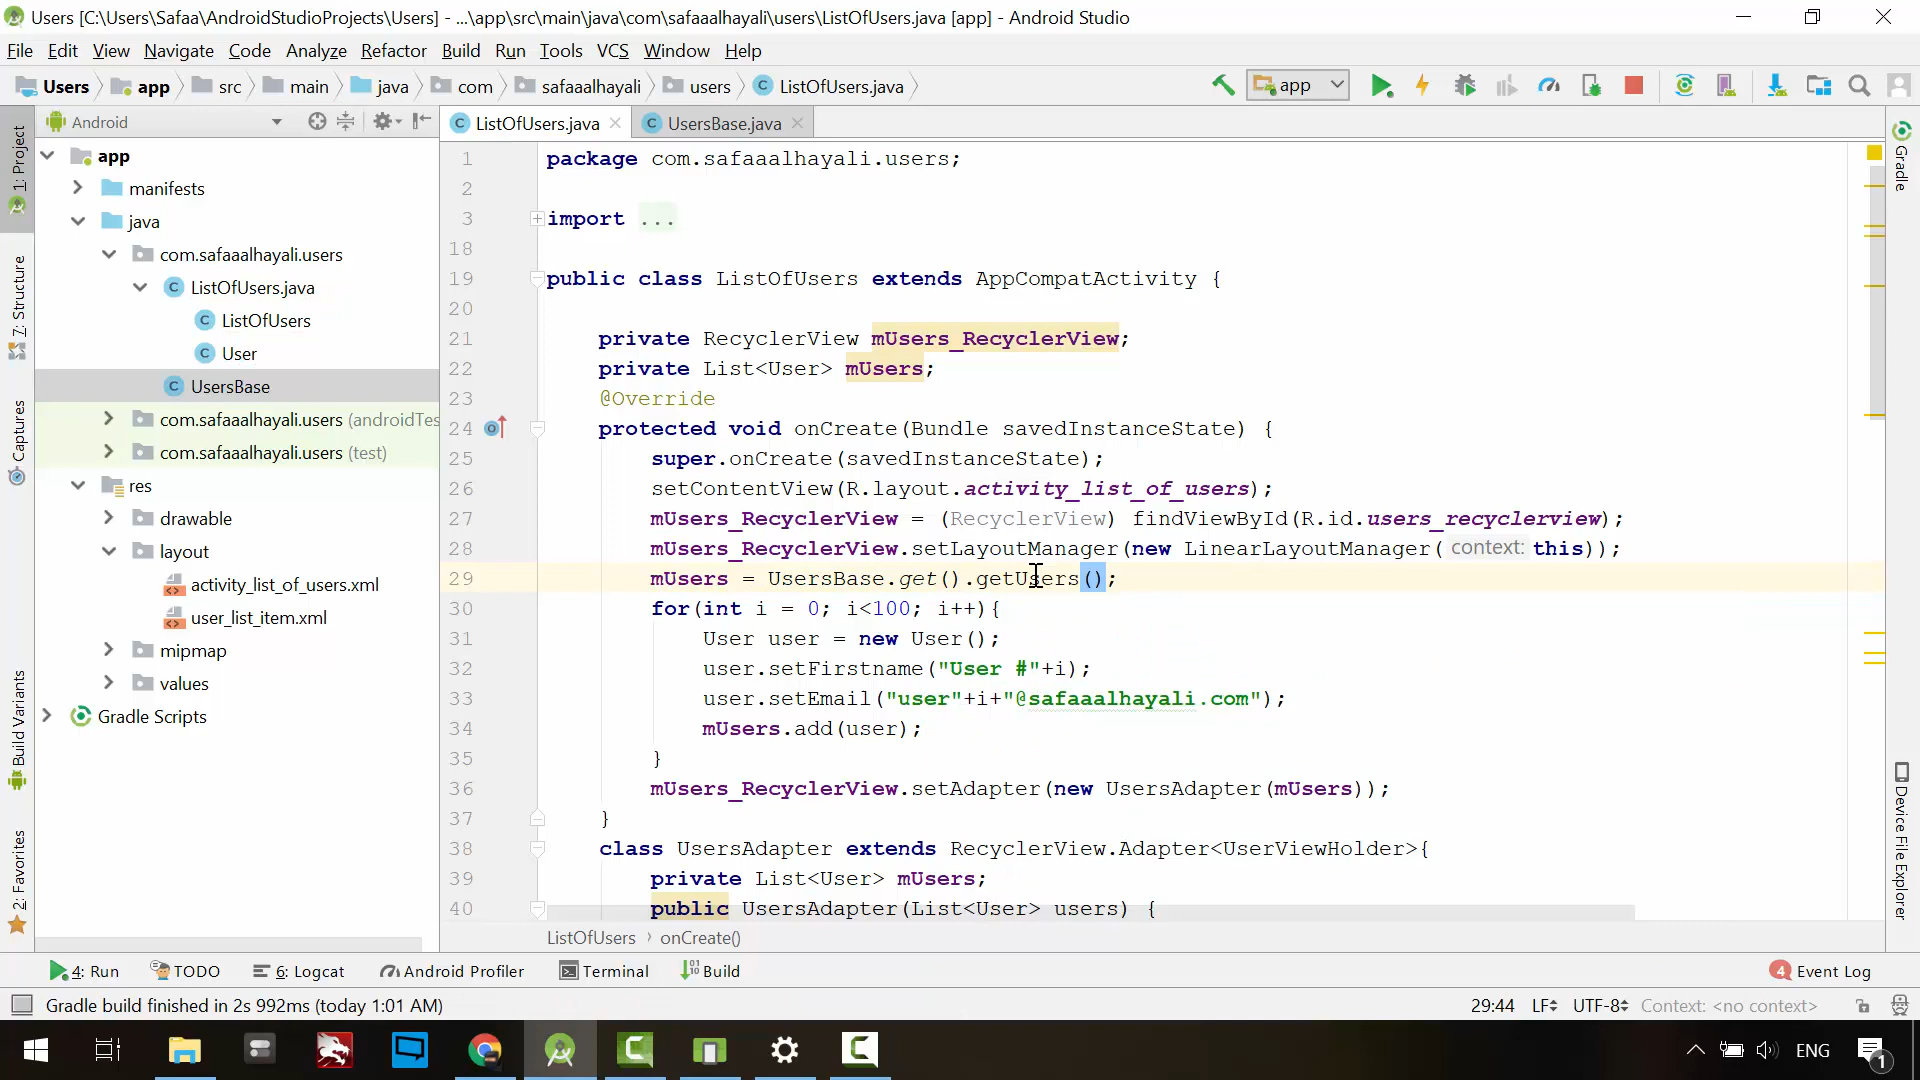 Users [C:\Users\Safaa\AndroidStudioProjects\Users] - ...\app\src\main\java\com\safaaalhayali\users\ListOfUsers.java [app] - Android Studio
File Edit View Navigate Code Analyze Refactor Build Run Tools VCS Window Help
Users app src main java com safaaalhayali users ListOfUsers.java app
Android
ListOfUsers.java UsersBase.java
1: Project
7: Structure
Captures
Build Variants
2: Favorites
app
manifests
java
com.safaaalhayali.users
ListOfUsers.java
ListOfUsers
User
UsersBase
com.safaaalhayali.users (androidTes
com.safaaalhayali.users (test)
res
drawable
layout
activity_list_of_users.xml
user_list_item.xml
mipmap
values
Gradle Scripts
1 package com.safaaalhayali.users;
2
3 import ...
18
19 public class ListOfUsers extends AppCompatActivity {
20
21 private RecyclerView mUsers_RecyclerView;
22 private List<User> mUsers;
23 @Override
24 protected void onCreate(Bundle savedInstanceState) {
25 super.onCreate(savedInstanceState);
26 setContentView(R.layout.activity_list_of_users);
27 mUsers_RecyclerView = (RecyclerView) findViewById(R.id.users_recyclerview);
28 mUsers_RecyclerView.setLayoutManager(new LinearLayoutManager( context: this));
29 mUsers = UsersBase.get().getUsers();
30 for(int i = 0; i<100; i++){
31 User user = new User();
32 user.setFirstname("User #"+i);
33 user.setEmail("user"+i+"@safaaalhayali.com");
34 mUsers.add(user);
35 }
36 mUsers_RecyclerView.setAdapter(new UsersAdapter(mUsers));
37 }
38 class UsersAdapter extends RecyclerView.Adapter<UserViewHolder>{
39 private List<User> mUsers;
40 public UsersAdapter(List<User> users) {
ListOfUsers › onCreate()
Gradle
Device File Explorer
4: Run TODO 6: Logcat Android Profiler Terminal Build 4 Event Log
Gradle build finished in 2s 992ms (today 1:01 AM) 29:44 LF UTF-8 Context: <no context>
ENG 1